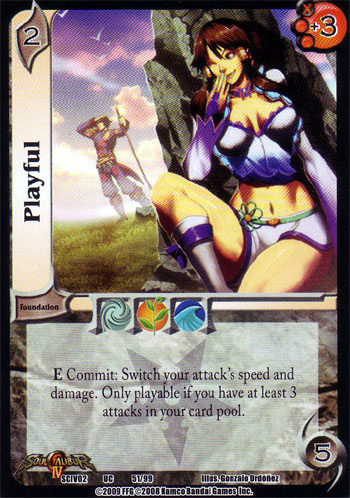 2
+3
Playful
foundation
E Commit: Switch your attack's speed and
damage. Only playable if you have at least 3
attacks in your card pool.
5
SOULCALIBUR
IV
SCIV02 UC 51/99 Illus. Gonzalo Ordóñez
©2009 FFG ©2008 Namco Bandai Games Inc.